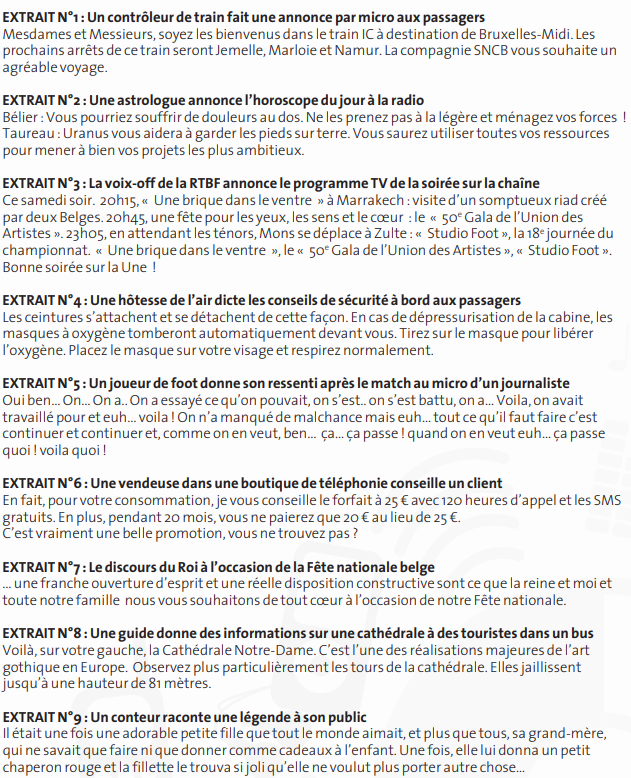 EXTRAIT N°1 : Un contrôleur de train fait une annonce par micro aux passagers
Mesdames et Messieurs, soyez les bienvenus dans le train IC à destination de Bruxelles-Midi. Les
prochains arrêts de ce train seront Jemelle, Marloie et Namur. La compagnie SNCB vous souhaite un
agréable voyage.
EXTRAIT N°2 : Une astrologue annonce l'horoscope du jour à la radio
Bélier : Vous pourriez souffrir de douleurs au dos. Ne les prenez pas à la légère et ménagez vos forces !
Taureau : Uranus vous aidera à garder les pieds sur terre. Vous saurez utiliser toutes vos ressources
pour mener à bien vos projets les plus ambitieux.
EXTRAIT N°3 : La voix-off de la RTBF annonce le programme TV de la soirée sur la chaîne
Ce samedi soir. 20h15, « Une brique dans le ventre » à Marrakech : visite d'un somptueux riad créé
par deux Belges. 20h45, une fête pour les yeux, les sens et le cœur : le « 50e Gala de l'Union des
Artistes ». 23h05, en attendant les ténors, Mons se déplace à Zulte : « Studio Foot », la 18e journée du
championnat. « Une brique dans le ventre », le « 50e Gala de l'Union des Artistes », « Studio Foot ».
Bonne soirée sur la Une !
EXTRAIT N°4 : Une hôtesse de l'air dicte les conseils de sécurité à bord aux passagers
Les ceintures s'attachent et se détachent de cette façon. En cas de dépressurisation de la cabine, les
masques à oxygène tomberont automatiquement devant vous. Tirez sur le masque pour libérer
l'oxygène. Placez le masque sur votre visage et respirez normalement.
EXTRAIT N°5 : Un joueur de foot donne son ressenti après le match au micro d'un journaliste
Oui ben... On... On a.. On a essayé ce qu'on pouvait, on s'est.. on s'est battu, on a... Voila, on avait
travaillé pour et euh... voila ! On n'a manqué de malchance mais euh... tout ce qu'il faut faire c'est
continuer et continuer et, comme on en veut, ben... ça... ça passe ! quand on en veut euh... ça passe
quoi ! voila quoi !
EXTRAIT N°6 : Une vendeuse dans une boutique de téléphonie conseille un client
En fait, pour votre consommation, je vous conseille le forfait à 25 € avec 120 heures d'appel et les SMS
gratuits. En plus, pendant 20 mois, vous ne paierez que 20 € au lieu de 25 €.
C'est vraiment une belle promotion, vous ne trouvez pas ?
EXTRAIT N°7 : Le discours du Roi à l'occasion de la Fête nationale belge
... une franche ouverture d'esprit et une réelle disposition constructive sont ce que la reine et moi et
toute notre famille nous vous souhaitons de tout cœur à l'occasion de notre Fête nationale.
EXTRAIT N°8 : Une guide donne des informations sur une cathédrale à des touristes dans un bus
Voilà, sur votre gauche, la Cathédrale Notre-Dame. C'est l'une des réalisations majeures de l'art
gothique en Europe. Observez plus particulièrement les tours de la cathédrale. Elles jaillissent
jusqu'à une hauteur de 81 mètres.
EXTRAIT N°9 : Un conteur raconte une légende à son public
Il était une fois une adorable petite fille que tout le monde aimait, et plus que tous, sa grand-mère,
qui ne savait que faire ni que donner comme cadeaux à l'enfant. Une fois, elle lui donna un petit
chaperon rouge et la fillette le trouva si joli qu'elle ne voulut plus porter autre chose...